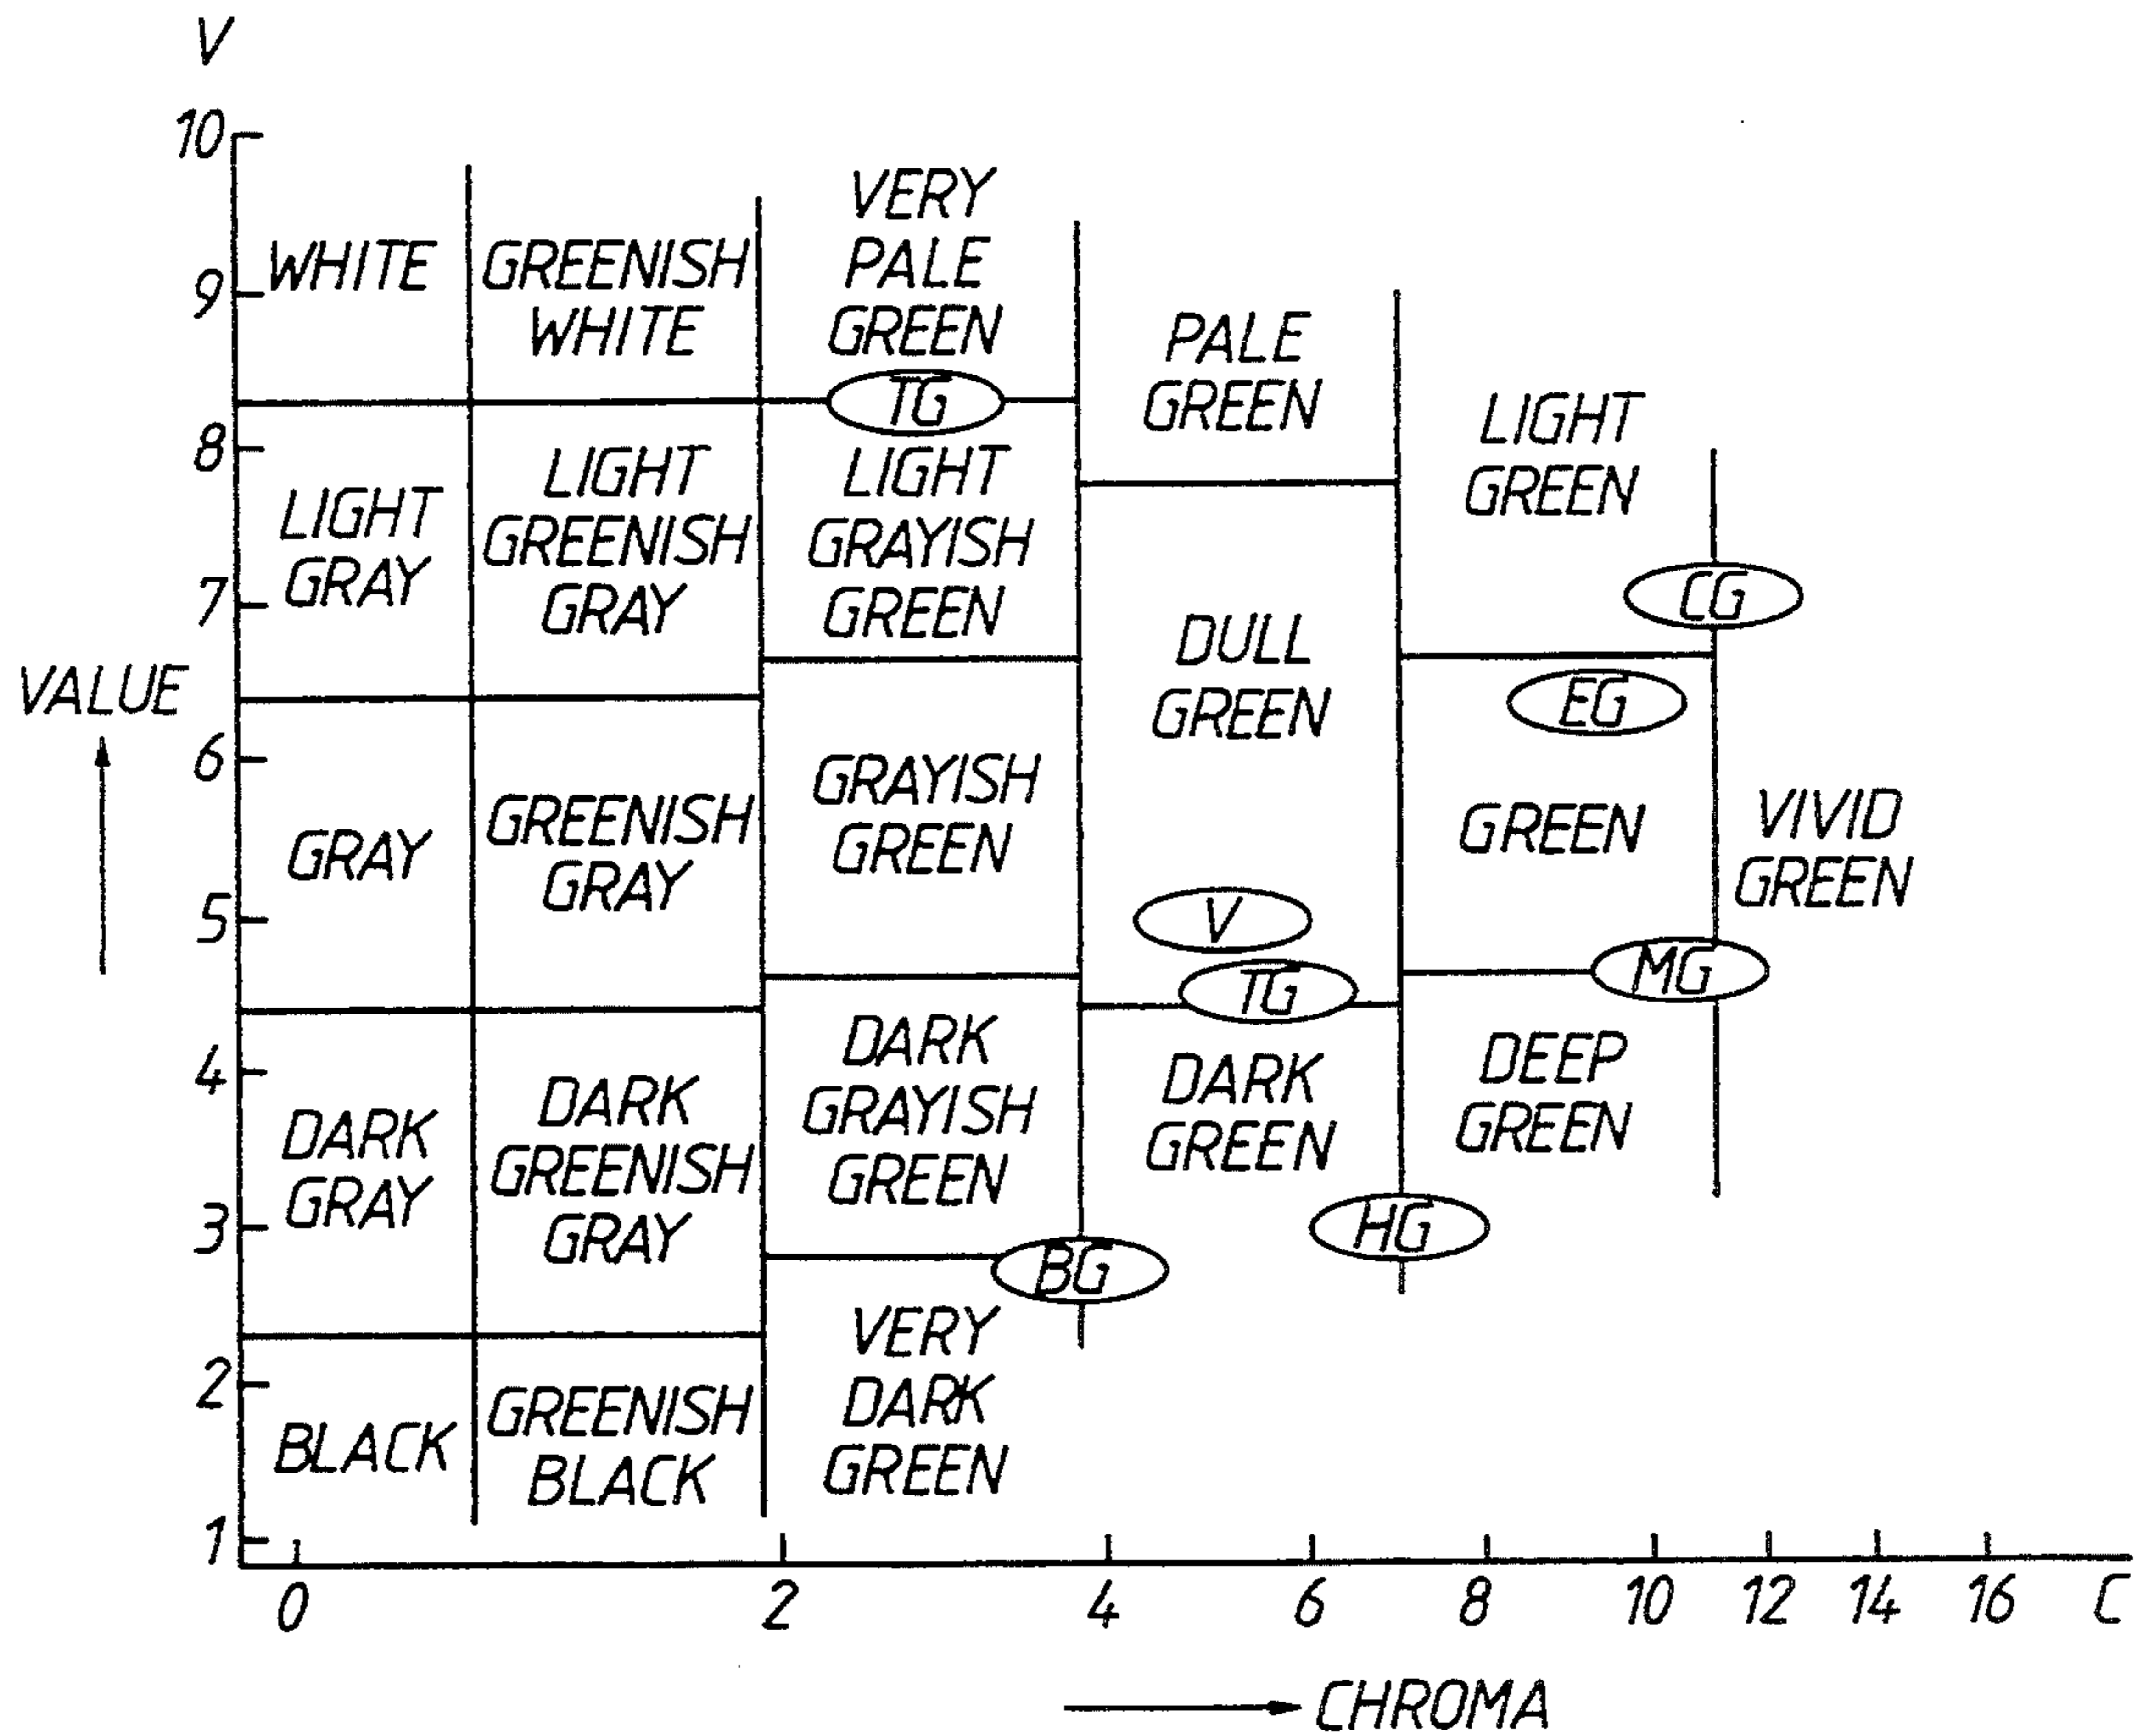 V
10
9
8
7
6
5
4
3
2
1
VALUE
WHITE
GREENISH
WHITE
VERY
PALE
GREEN
TG
PALE
GREEN
LIGHT
GREEN
LIGHT
GRAY
LIGHT
GREENISH
GRAY
LIGHT
GRAYISH
GREEN
DULL
GREEN
CG
EG
GRAY
GREENISH
GRAY
GRAYISH
GREEN
GREEN
VIVID
GREEN
V
TG
MG
DARK
GRAY
DARK
GREENISH
GRAY
DARK
GRAYISH
GREEN
DARK
GREEN
DEEP
GREEN
HG
BG
BLACK
GREENISH
BLACK
VERY
DARK
GREEN
0 2 4 6 8 10 12 14 16 C
CHROMA